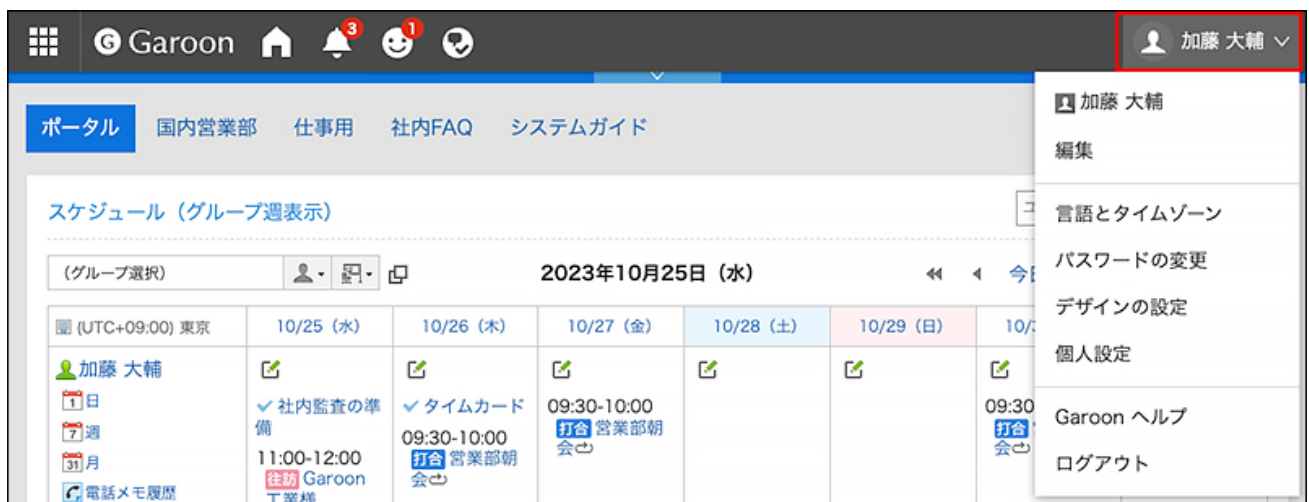 Garoon 3 1 加藤 大輔
加藤 大輔
編集
言語とタイムゾーン
パスワードの変更
デザインの設定
個人設定
Garoon ヘルプ
ログアウト
ポータル 国内営業部 仕事用 社内FAQ システムガイド
スケジュール（グループ週表示）
（グループ選択） 2023年10月25日（水）
(UTC+09:00) 東京 10/25（水） 10/26（木） 10/27（金） 10/28（土） 10/29（日）
加藤 大輔
1 日
7 週
31 月
電話メモ履歴
社内監査の準
備
11:00-12:00
往訪 Garoon
工業様
タイムカード
09:30-10:00
打合 営業部朝
会
09:30-10:00
打合 営業部朝
会
09:30
打合
会